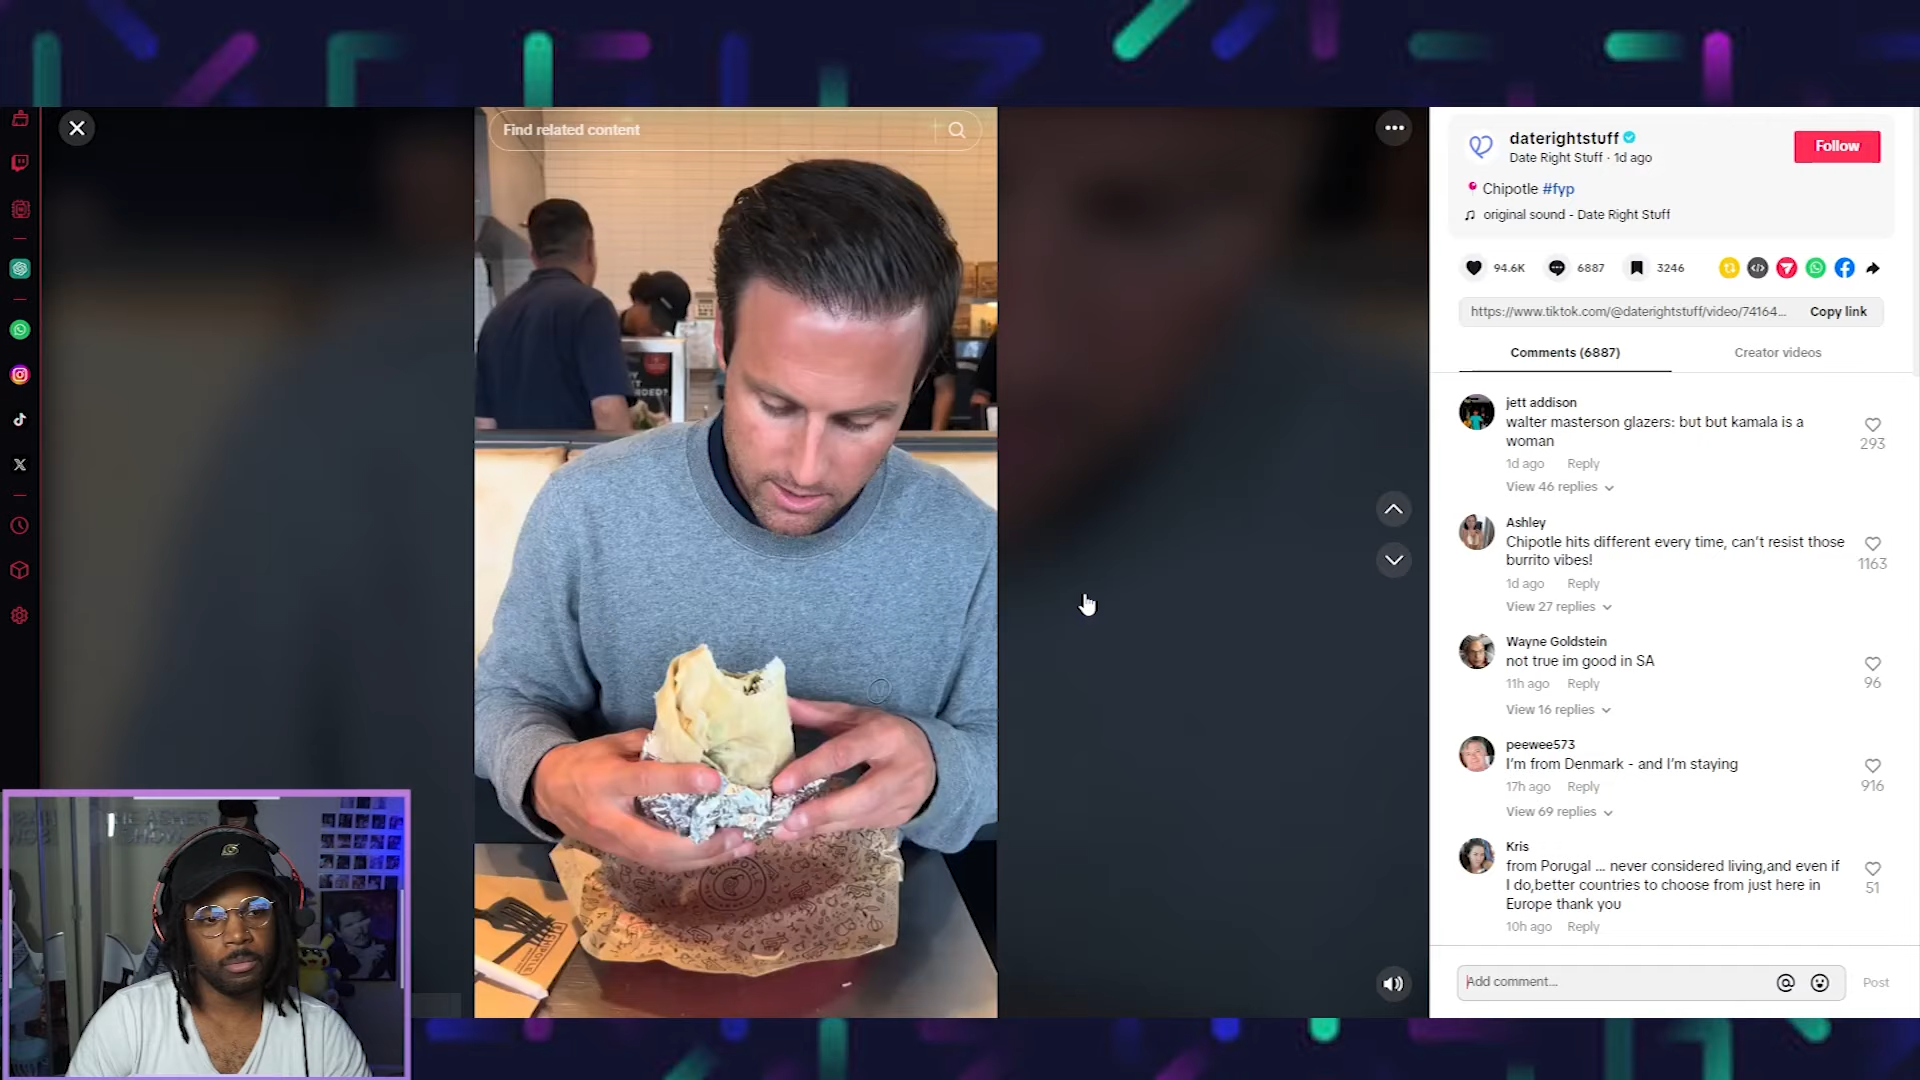 Find related content
daterightstuff
Date Right Stuff · 1d ago
Follow
Chipotle #fyp
original sound - Date Right Stuff
94.6K
6887
3246
https://www.tiktok.com/@daterightstuff/video/74164...
Copy link
Comments (6887)
Creator videos
jett addison
walter masterson glazers: but but kamala is a
woman
293
1d ago Reply
View 46 replies
Ashley
Chipotle hits different every time, can't resist those
burrito vibes!
1163
1d ago Reply
View 27 replies
Wayne Goldstein
not true im good in SA
96
11h ago Reply
View 16 replies
peewee573
I'm from Denmark - and I'm staying
916
17h ago Reply
View 69 replies
Kris
from Porugal ... never considered living,and even if
I do,better countries to choose from just here in
Europe thank you
51
10h ago Reply
Add comment...
Post
CHIPOTLE
CHIPOTLE